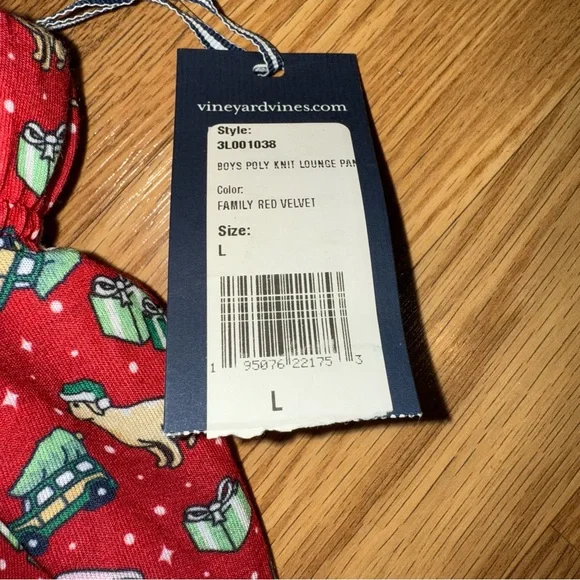 vineyardvines.com
Style:
3L001038
BOYS POLY KNIT LOUNGE PAN
Color:
FAMILY RED VELVET
Size:
L
1 95076 22175 3
L